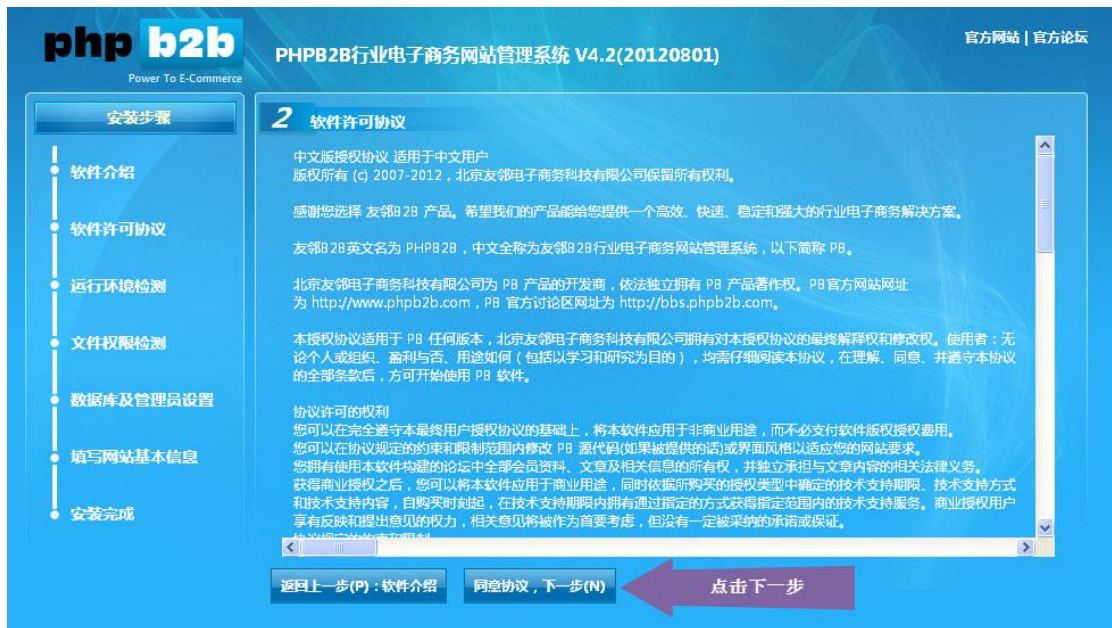 php b2b
Power To E-Commerce
PHPB2B行业电子商务网站管理系统 V4.2(20120801)
官方网站 | 官方论坛
安装步骤
软件介绍
软件许可协议
运行环境检测
文件权限检测
数据库及管理员设置
填写网站基本信息
安装完成
2 软件许可协议
中文版授权协议 适用于中文用户
版权所有 (c) 2007-2012，北京友邻电子商务科技有限公司保留所有权利。
感谢您选择 友邻B2B 产品。希望我们的产品能给您提供一个高效、快速、稳定和强大的行业电子商务解决方案。
友邻B2B英文名为 PHPB2B，中文全称为友邻B2B行业电子商务网站管理系统，以下简称 PB。
北京友邻电子商务科技有限公司为 PB 产品的开发商，依法独立拥有 PB 产品著作权。PB官方网站网址
为 http://www.phpb2b.com，PB 官方讨论区网址为 http://bbs.phpb2b.com。
本授权协议适用于 PB 任何版本，北京友邻电子商务科技有限公司拥有对本授权协议的最终解释权和修改权。使用者：无
论个人或组织、盈利与否、用途如何（包括以学习和研究为目的），均需仔细阅读本协议，在理解、同意、并遵守本协议
的全部条款后，方可开始使用 PB 软件。
协议许可的权利
您可以在完全遵守本最终用户授权协议的基础上，将本软件应用于非商业用途，而不必支付软件版权授权费用。
您可以在协议规定的约束和限制范围内修改 PB 源代码(如果被提供的话)或界面风格以适应您的网站要求。
您拥有使用本软件构建的论坛中全部会员资料、文章及相关信息的所有权，并独立承担与文章内容的相关法律义务。
获得商业授权之后，您可以将本软件应用于商业用途，同时依据所购买的授权类型中确定的技术支持期限、技术支持方式
和技术支持内容，自购买时刻起，在技术支持期限内拥有通过指定的方式获得指定范围内的技术支持服务。商业授权用户
享有反映和提出意见的权力，相关意见将被作为首要考虑，但没有一定被采纳的承诺或保证。
协议规定的约束和限制
返回上一步(P)：软件介绍
同意协议，下一步(N)
点击下一步